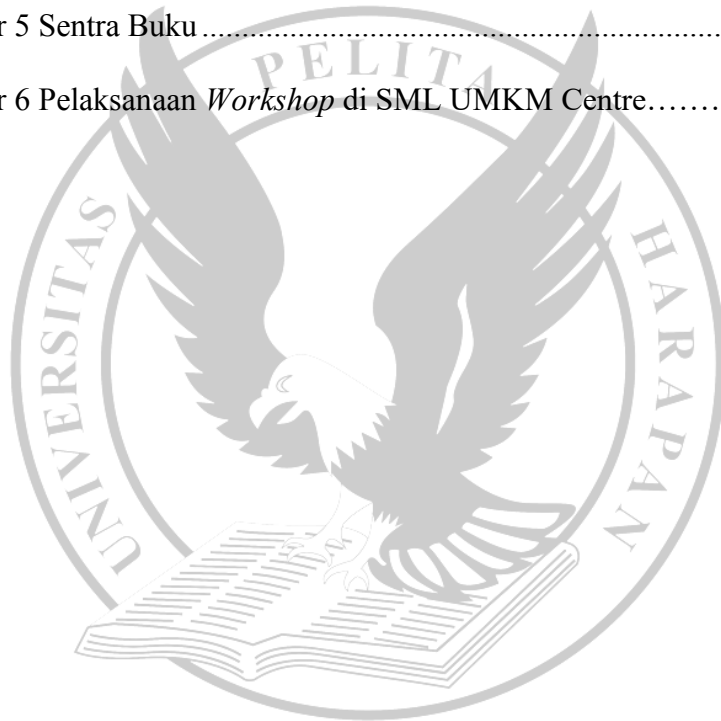 r 5 Sentra Buku ................................................................
r 6 Pelaksanaan Workshop di SML UMKM Centre........
UNIVERSITAS PELITA HARAPAN